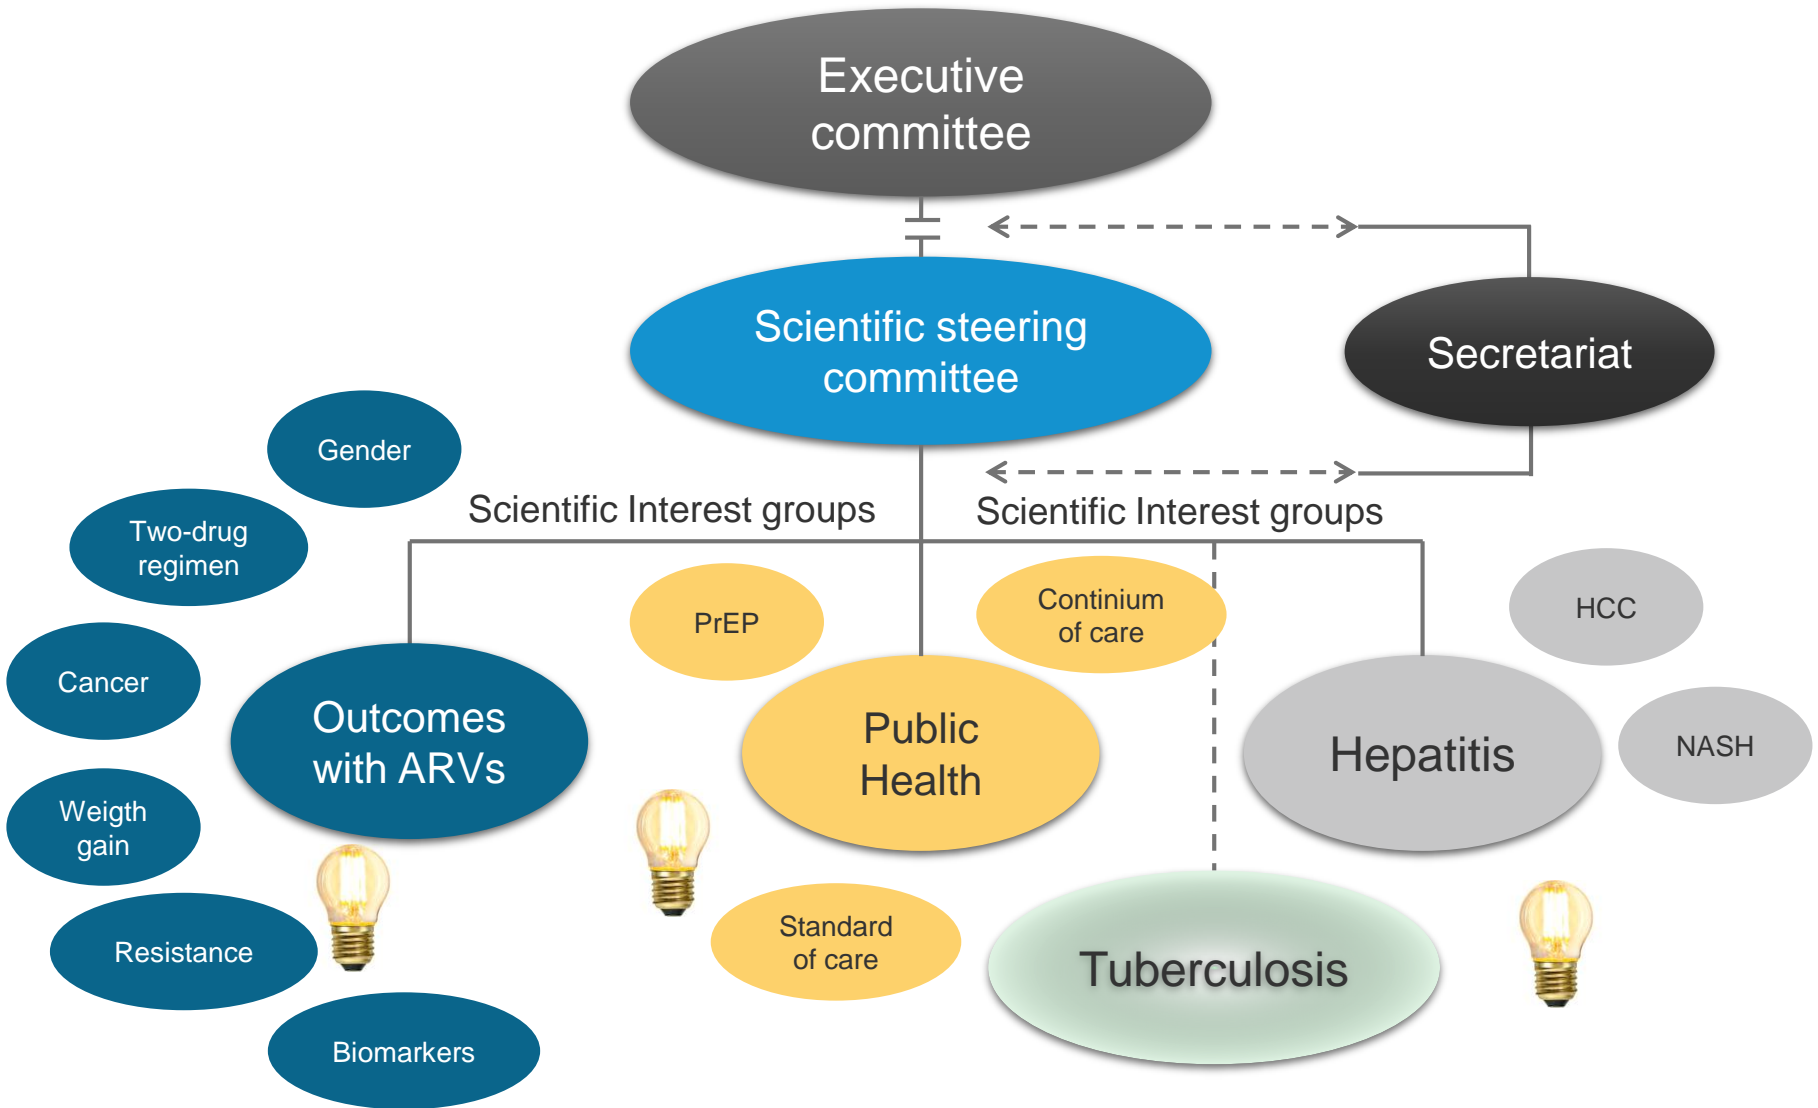 Executive
committee
Scientific steering
committee
Secretariat
Gender
Scientific Interest groups
Scientific Interest groups
Two-drug
regimen
PrEP
Continium
of care
HCC
Cancer
Outcomes
with ARVs
Public
Health
Hepatitis
NASH
Weigth
gain
Resistance
Standard
of care
Tuberculosis
Biomarkers